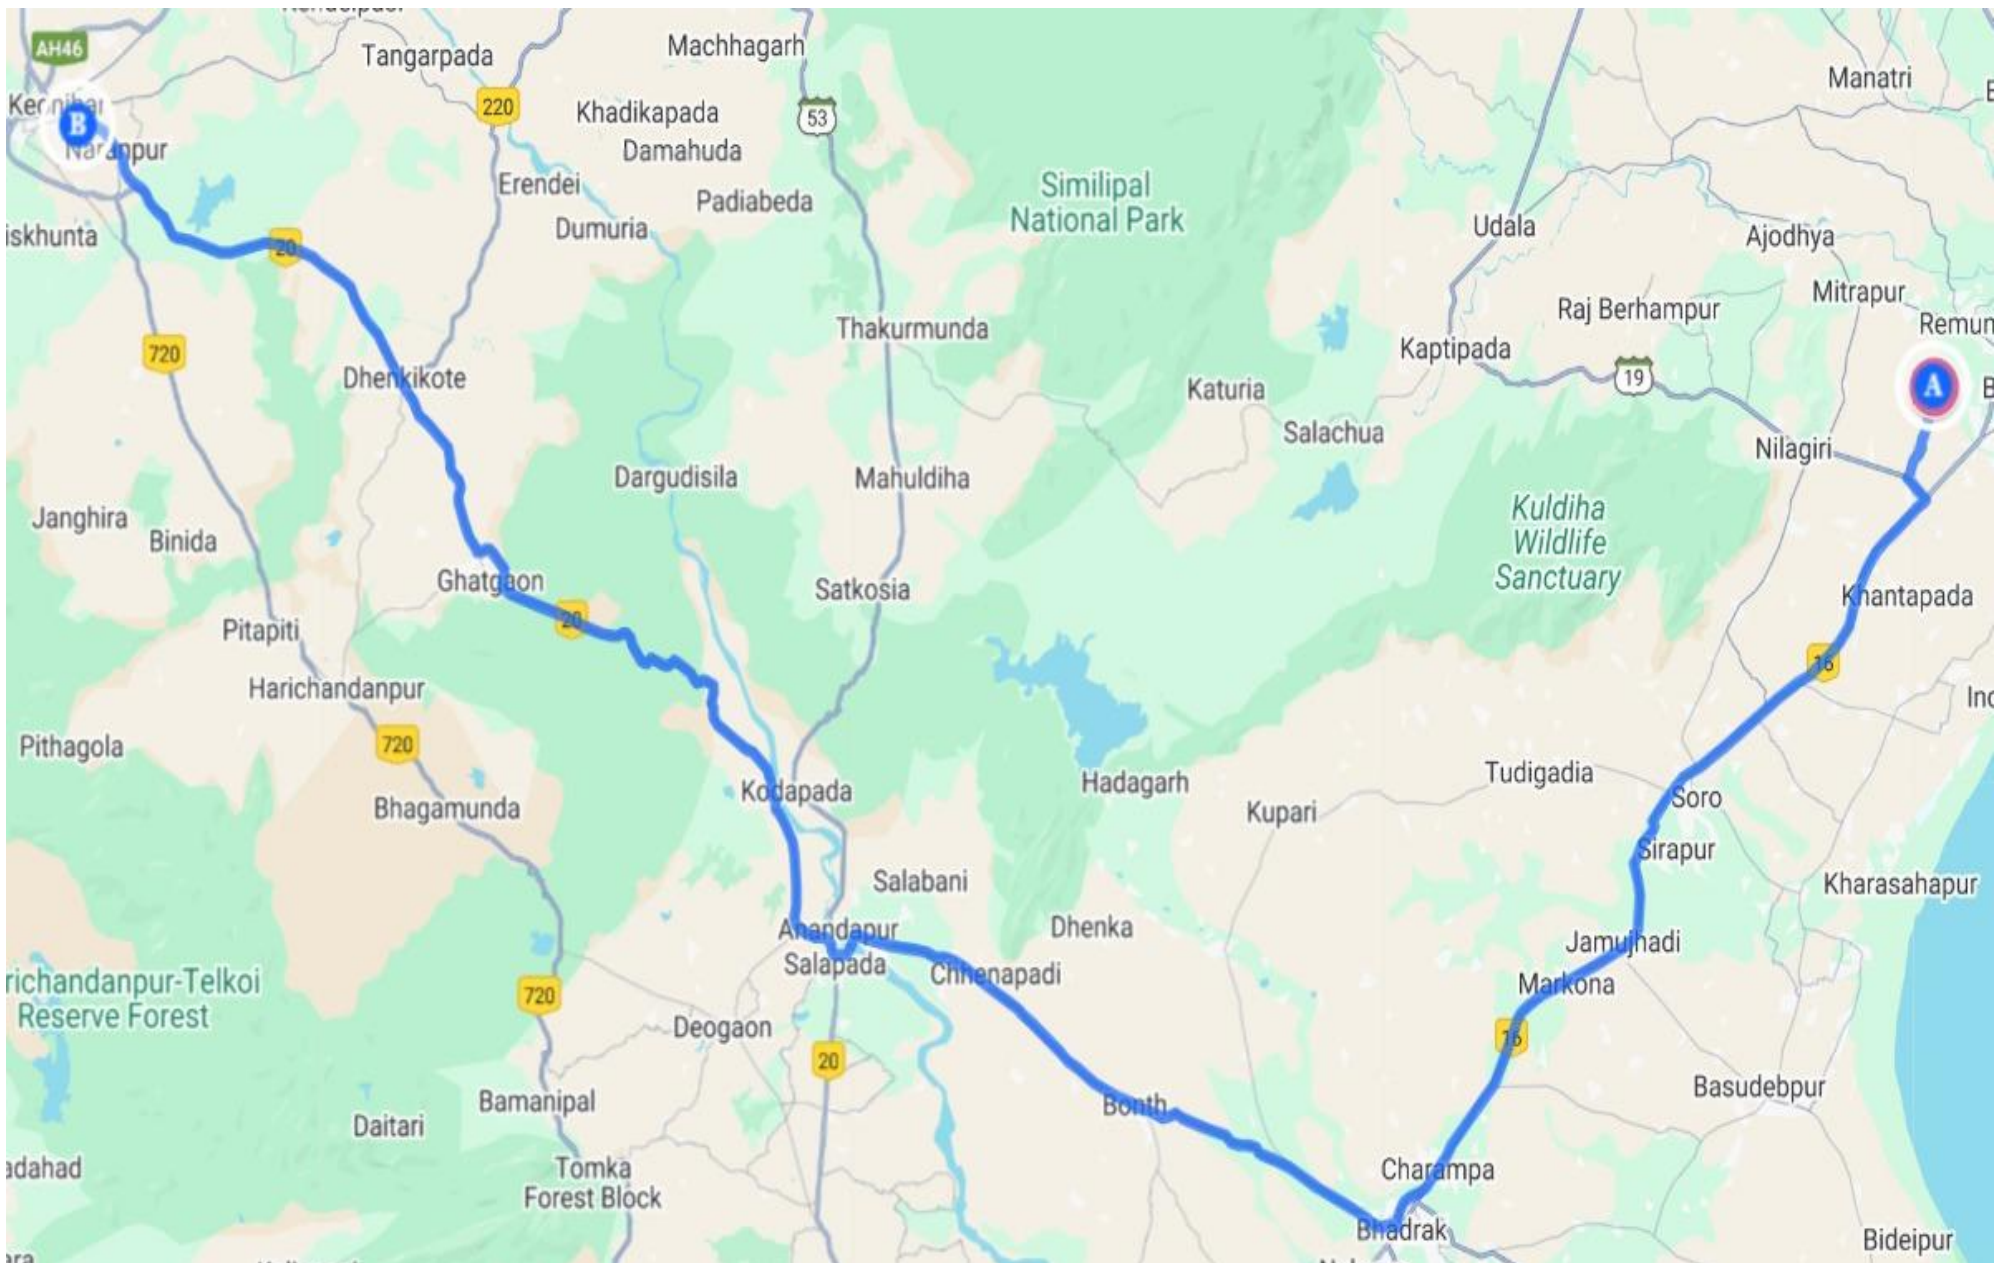 AH46
Tangarpada
Machhagarh
Manatri
220
Khadikapada
53
Damahuda
B
Naranpur
Erendei
Similipal
National Park
Padiabeda
Dumuria
Udala
Ajodhya
20
Mitrapur
Raj Berhampur
Thakurmunda
Kaptipada
720
Dhenkikote
Katuria
19
A
Salachua
Nilagiri
Dargudisila
Mahuldiha
Janghira
Binida
Kuldiha
Wildlife
Sanctuary
Ghatgaon
Satkosia
Khantapada
20
Pitapiti
16
Harichandanpur
Pithagola
720
Kodapada
Hadagarh
Tudigadia
Bhagamunda
Kupari
Soro
Sirapur
Salabani
Kharasahapur
Anandapur
Dhenka
Jamujhadi
Salapada
Chhenapadi
Markona
richandanpur-Telkoi
Reserve Forest
720
Deogaon
16
20
Basudebpur
Bamanipal
Bonth
Daitari
Tomka
Forest Block
Charampa
Bhadrak
Bideipur